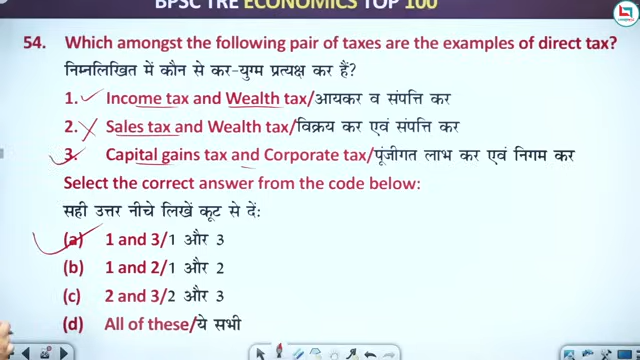 BPSC TRE ECONOMICS TOP 100
54. Which amongst the following pair of taxes are the examples of direct tax?
निम्नलिखित में कौन से कर-युग्म प्रत्यक्ष कर हैं?
1. Income tax and Wealth tax/आयकर व संपत्ति कर
2. Sales tax and Wealth tax/विक्रय कर एवं संपत्ति कर
3. Capital gains tax and Corporate tax/पूंजीगत लाभ कर एवं निगम कर
Select the correct answer from the code below:
सही उत्तर नीचे लिखें कूट से दें:
(a) 1 and 3/1 और 3
(b) 1 and 2/1 और 2
(c) 2 and 3/2 और 3
(d) All of these/ये सभी